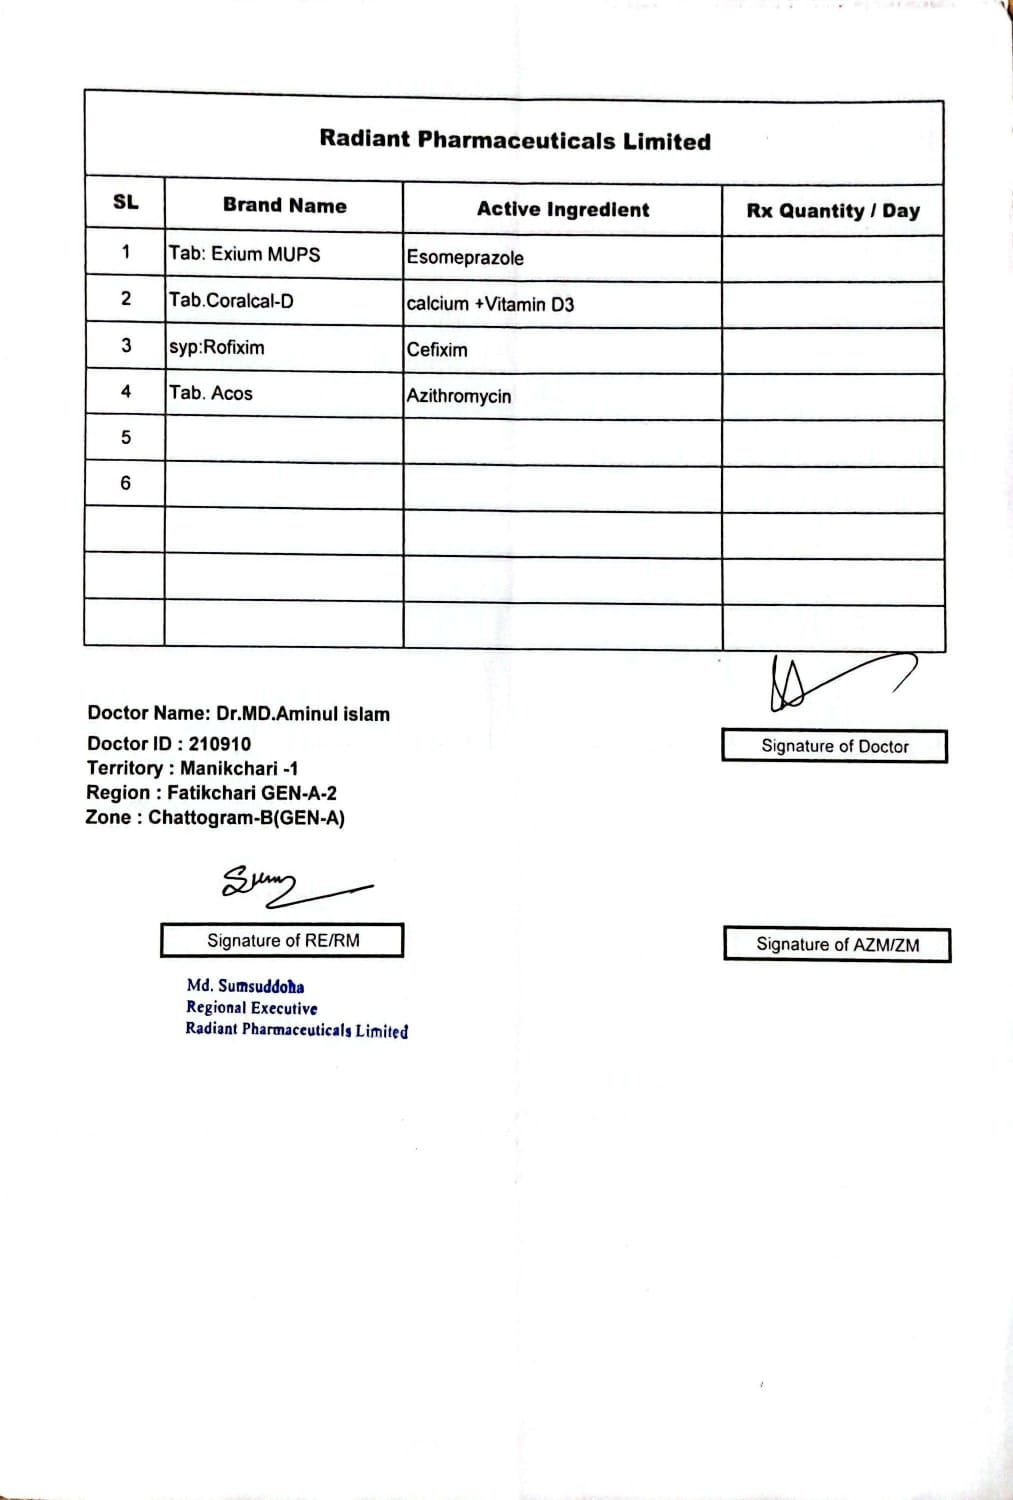 Radiant Pharmaceuticals Limited
SL Brand Name Active Ingredient Rx Quantity / Day
1 Tab: Exium MUPS Esomeprazole
2 Tab.Coralcal-D calcium +Vitamin D3
3 syp:Rofixim Cefixim
4 Tab. Acos Azithromycin
5
6
Doctor Name: Dr.MD.Aminul islam
Doctor ID : 210910
Signature of Doctor
Territory : Manikchari -1
Region : Fatikchari GEN-A-2
Zone : Chattogram-B(GEN-A)
Signature of RE/RM
Signature of AZM/ZM
Md. Sumsuddoha
Regional Executive
Radiant Pharmaceuticals Limited